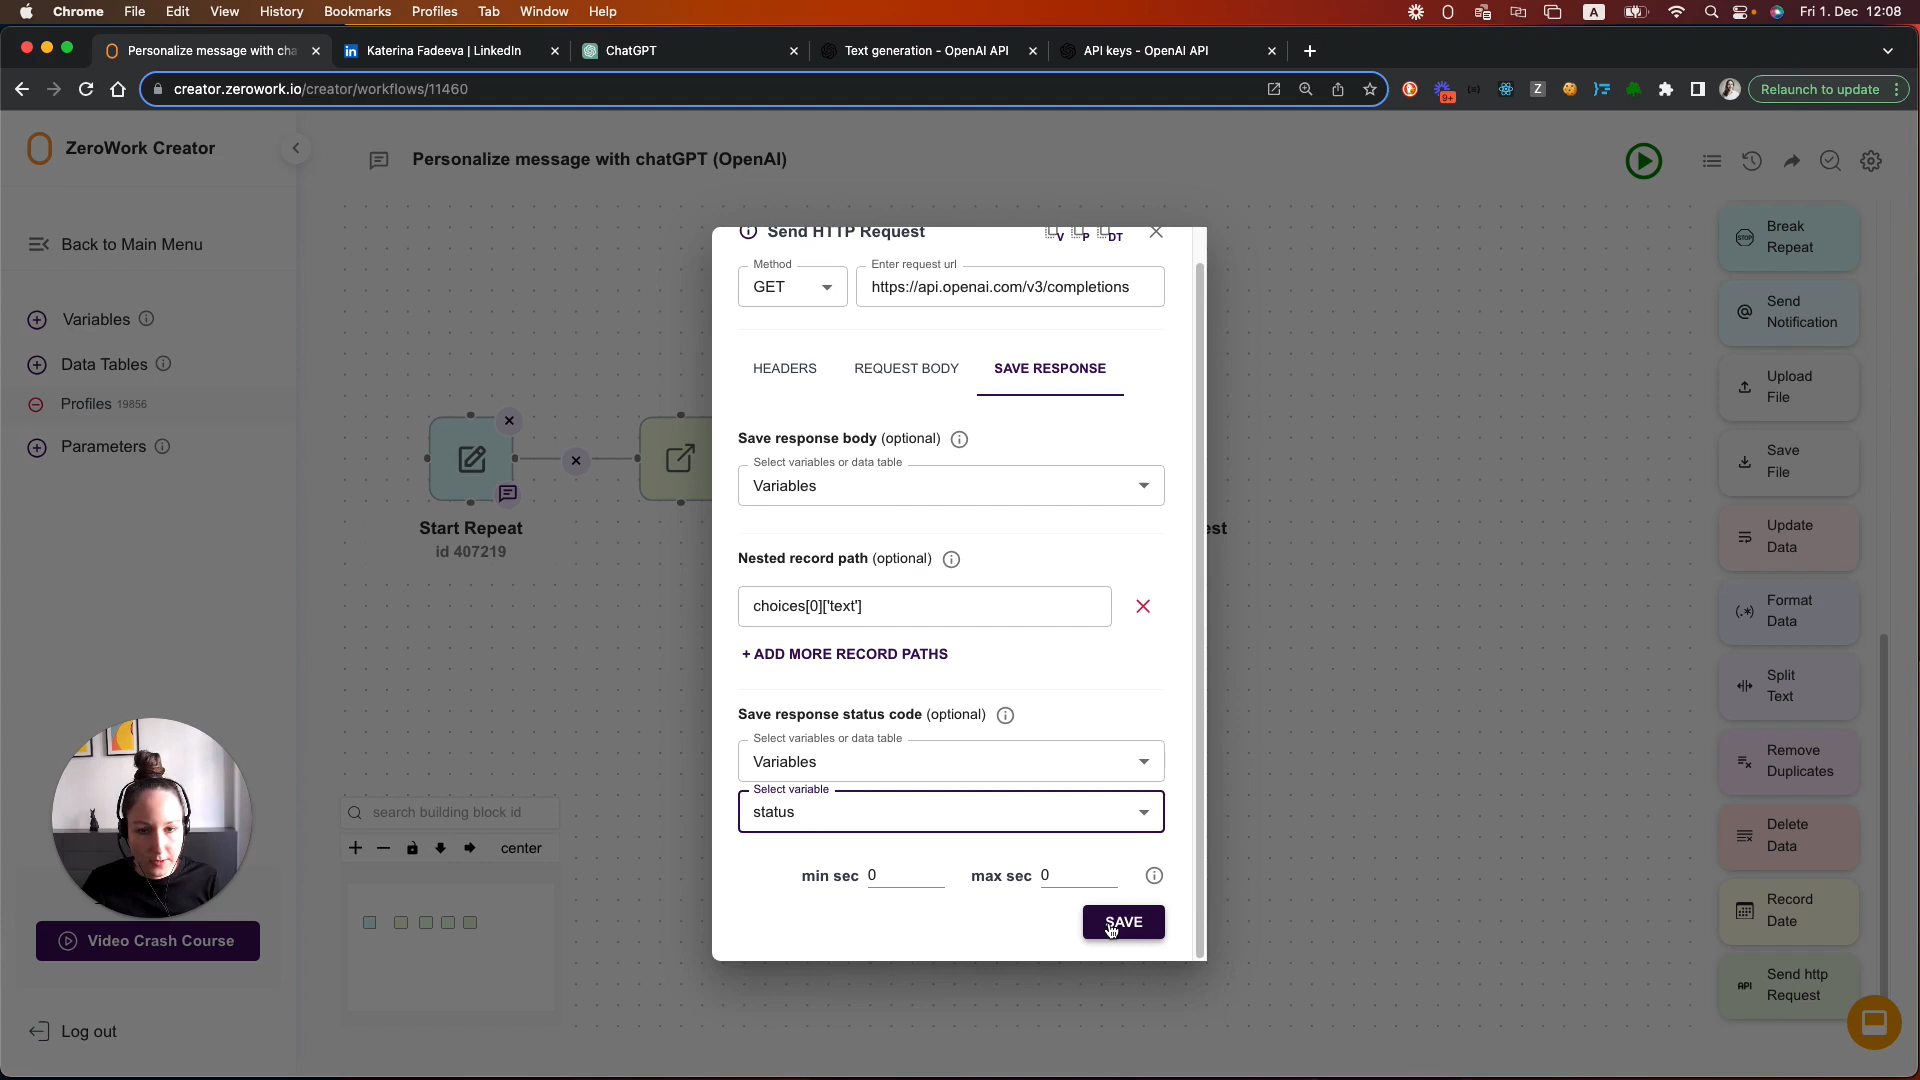 Chrome File Edit View History Bookmarks Profiles Tab Window Help
A
Fri 1. Dec 12:08
Personalize message with cha
in Katerina Fadeeva | LinkedIn
ChatGPT
Text generation - OpenAI API
API keys - OpenAI API
creator.zerowork.io/creator/workflows/11460
9+
Z
Relaunch to update
ZeroWork Creator
Personalize message with chatGPT (OpenAI)
Back to Main Menu
Variables
Data Tables
Profiles 19856
Parameters
Start Repeat
id 407219
est
search building block id
center
Video Crash Course
Log out
Send HTTP Request
V P DT
Method
GET
Enter request url
https://api.openai.com/v3/completions
HEADERS REQUEST BODY SAVE RESPONSE
Save response body (optional)
Select variables or data table
Variables
Nested record path (optional)
choices[0]['text']
+ ADD MORE RECORD PATHS
Save response status code (optional)
Select variables or data table
Variables
Select variable
status
min sec 0 max sec 0
SAVE
STOP
Break
Repeat
@
Send
Notification
Upload
File
Save
File
Update
Data
(.*)
Format
Data
Split
Text
Remove
Duplicates
Delete
Data
Record
Date
API
Send http
Request